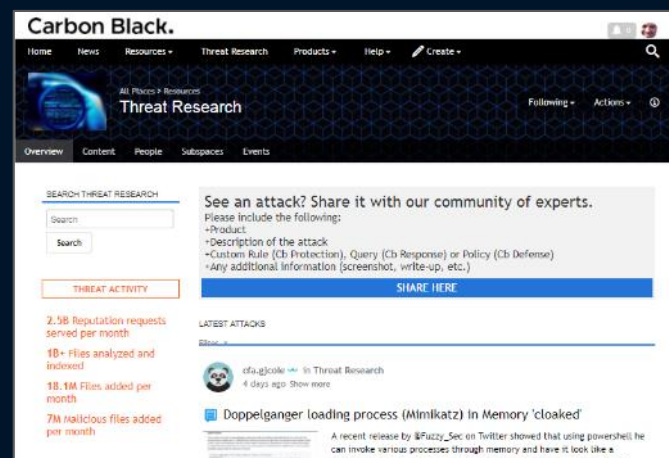 Carbon Black.
0
Home News Resources Threat Research Products Help Create
All Places > Resources
Threat Research
Following Actions
Overview Content People Subspaces Events
SEARCH THREAT RESEARCH
Search
Search
THREAT ACTIVITY
2.5B Reputation requests
served per month
1B+ Files analyzed and
indexed
18.1M Files added per
month
7M Malicious files added
per month
See an attack? Share it with our community of experts.
Please include the following:
+Product
+Description of the attack
+Custom Rule (Cb Protection), Query (Cb Response) or Policy (Cb Defense)
+Any additional information (screenshot, write-up, etc.)
SHARE HERE
LATEST ATTACKS
cfa.gjcole in Threat Research
4 days ago Show more
Doppelganger loading process (Mimikatz) in Memory 'cloaked'
A recent release by @Fuzzy_Sec on Twitter showed that using powershell he
can invoke various processes through memory and have it look like a